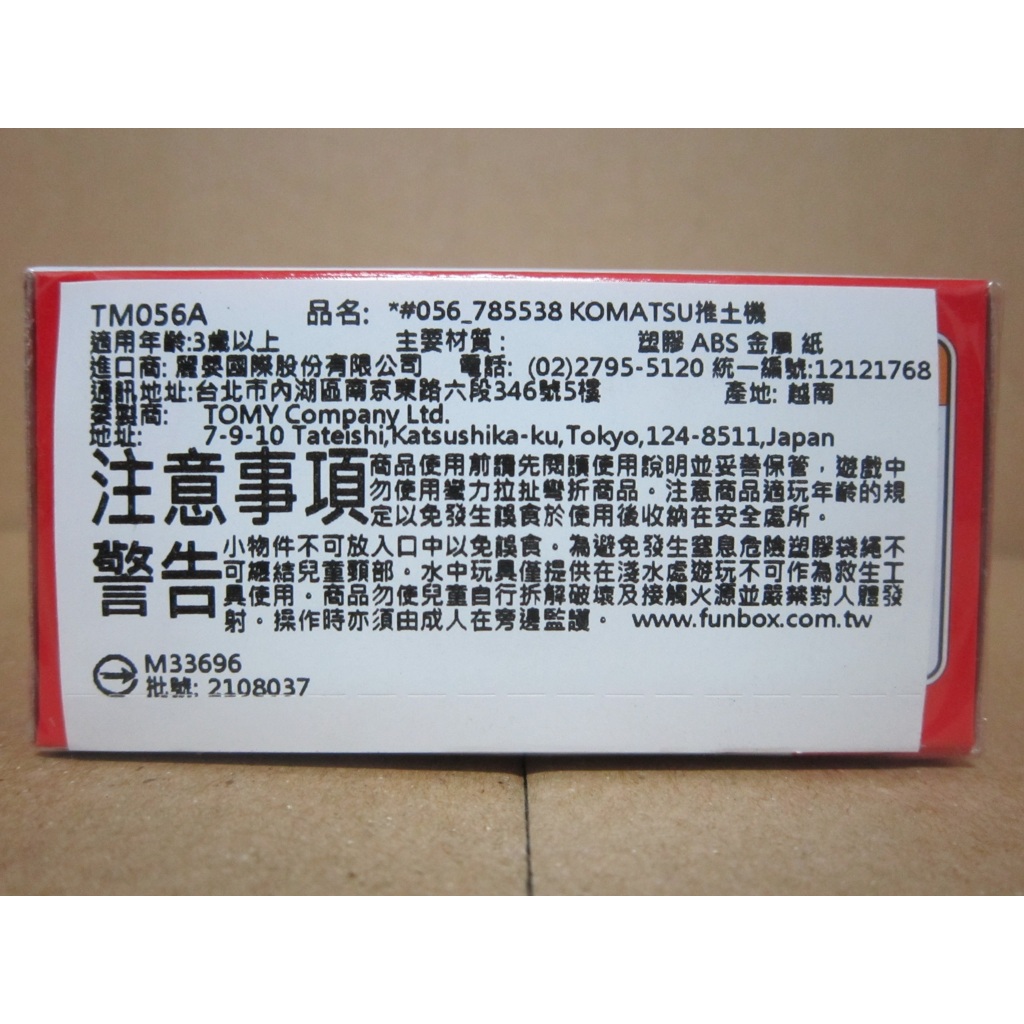 TM056A 品名: *#056_785538 KOMATSU推土機
適用年齡:3歲以上 主要材質: 塑膠 ABS 金屬 紙
進口商: 麗嬰國際股份有限公司 電話: (02)2795-5120 統一編號:12121768
通訊地址:台北市內湖區南京東路六段346號5樓 產地: 越南
委製商: TOMY Company Ltd.
地址: 7-9-10 Tateishi,Katsushika-ku,Tokyo,124-8511,Japan
注意事項 商品使用前請先閱讀使用說明並妥善保管，遊戲中
勿使用蠻力拉扯彎折商品。注意商品適玩年齡的規
定以免發生誤食於使用後收納在安全處所。
警告 小物件不可放入口中以免誤食。為避免發生窒息危險塑膠袋繩不
可纏結兒童頸部。水中玩具僅提供在淺水處遊玩不可作為救生工
具使用。商品勿使兒童自行拆解破壞及接觸火源並嚴禁對人體發
射。操作時亦須由成人在旁邊監護。 www.funbox.com.tw
M33696
批號: 2108037